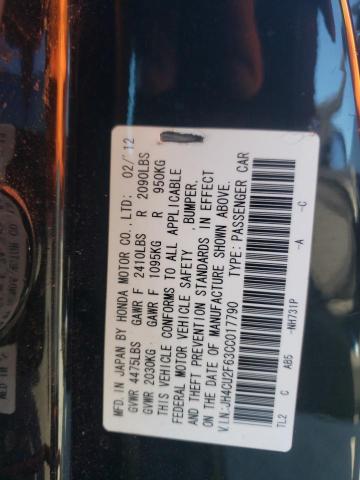 MFD. IN JAPAN BY HONDA MOTOR CO., LTD: 02/12
GVWR 4475LBS GAWR F 2410LBS R 2090LBS
GVWR 2030KG: GAWR F 1095KG R 950KG
THIS VEHICLE CONFORMS TO ALL APPLICABLE
FEDERAL MOTOR VEHICLE SAFETY , BUMPER,
AND THEFT PREVENTION STANDARDS IN EFFECT
ON THE DATE OF MANUFACTURE SHOWN ABOVE.
V.I.N:JH4CU2F63CC017790 TYPE:PASSENGER CAR
TL2 C AB5 -NH731P -A -C